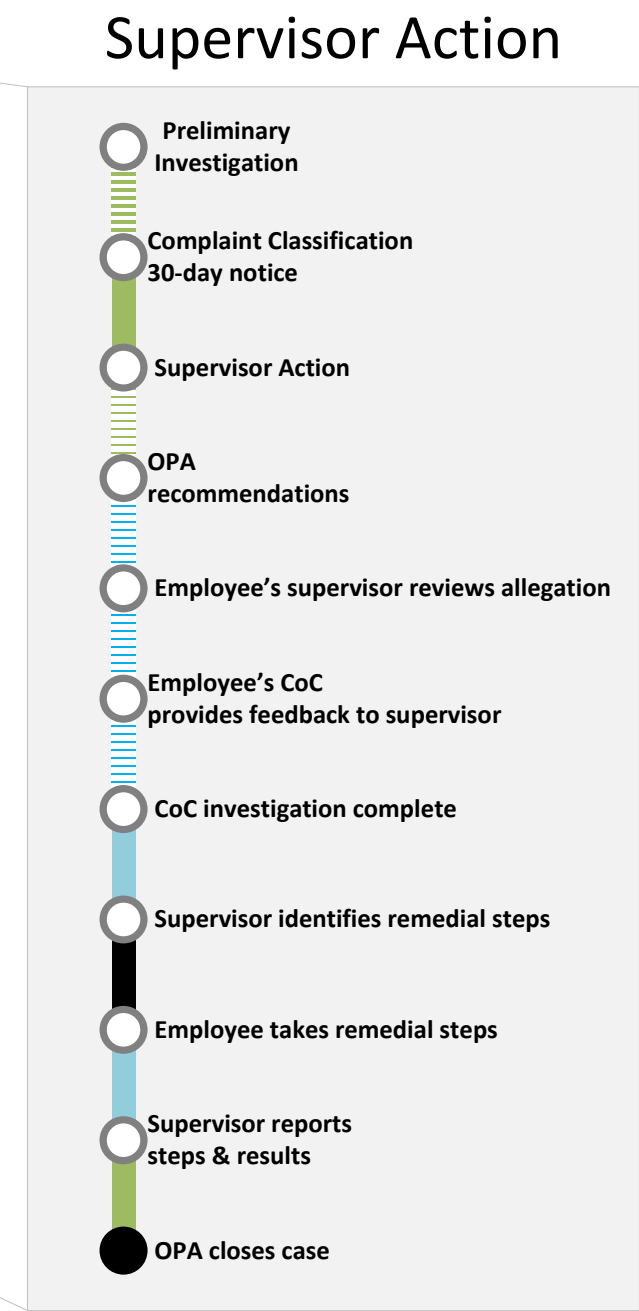 Supervisor Action
Preliminary
Investigation
Complaint Classification
30-day notice
Supervisor Action
OPA
recommendations
Employee’s supervisor reviews allegation
Employee’s CoC
provides feedback to supervisor
CoC investigation complete
Supervisor identifies remedial steps
Employee takes remedial steps
Supervisor reports
steps & results
OPA closes case